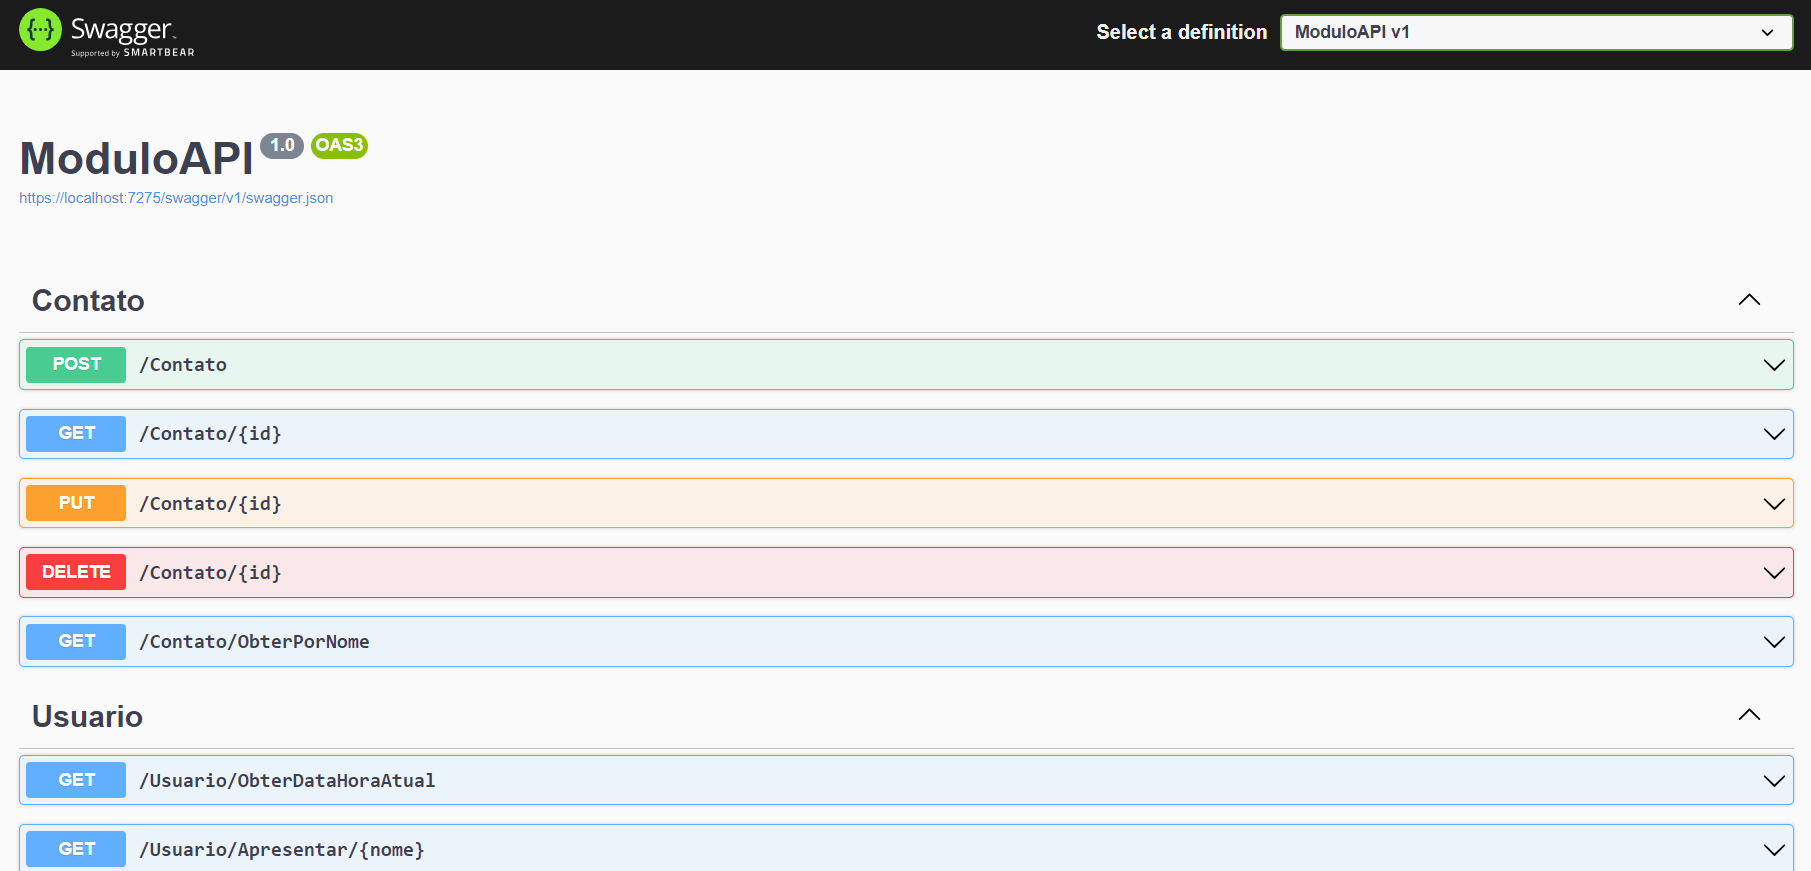 Swagger
Supported by SMARTBEAR
Select a definition
ModuloAPI v1
ModuloAPI 1.0 OAS3
https://localhost:7275/swagger/v1/swagger.json
Contato
POST /Contato
GET /Contato/{id}
PUT /Contato/{id}
DELETE /Contato/{id}
GET /Contato/ObterPorNome
Usuario
GET /Usuario/ObterDataHoraAtual
GET /Usuario/Apresentar/{nome}